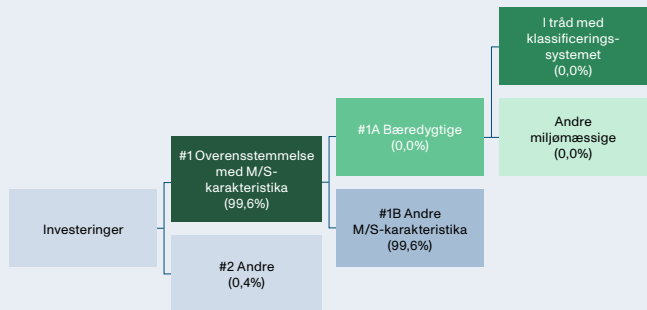 Investeringer
#1 Overensstemmelse
med M/S-
karakteristika
(99,6%)
#2 Andre
(0,4%)
#1A Bæredygtige
(0,0%)
#1B Andre
M/S-karakteristika
(99,6%)
I tråd med
klassificerings-
systemet
(0,0%)
Andre
miljømæssige
(0,0%)